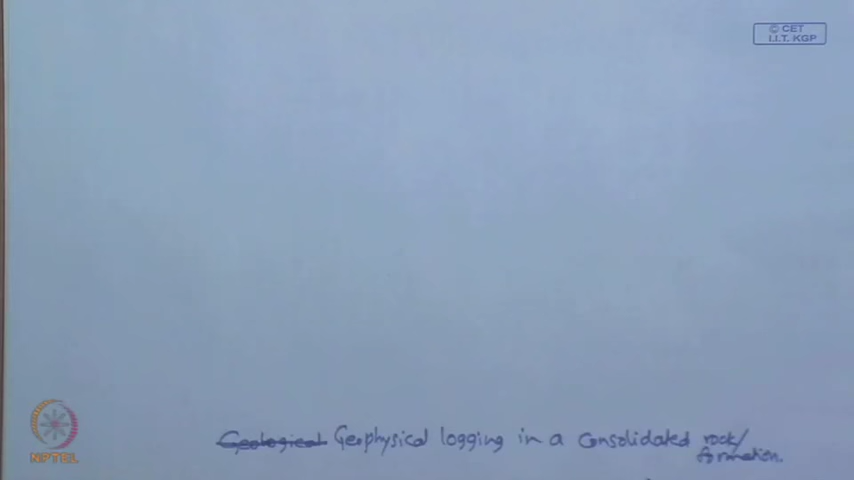 © CET
I.I.T. KGP
Geological Geophysical logging in a Consolidated rock/
formation.
NPTEL